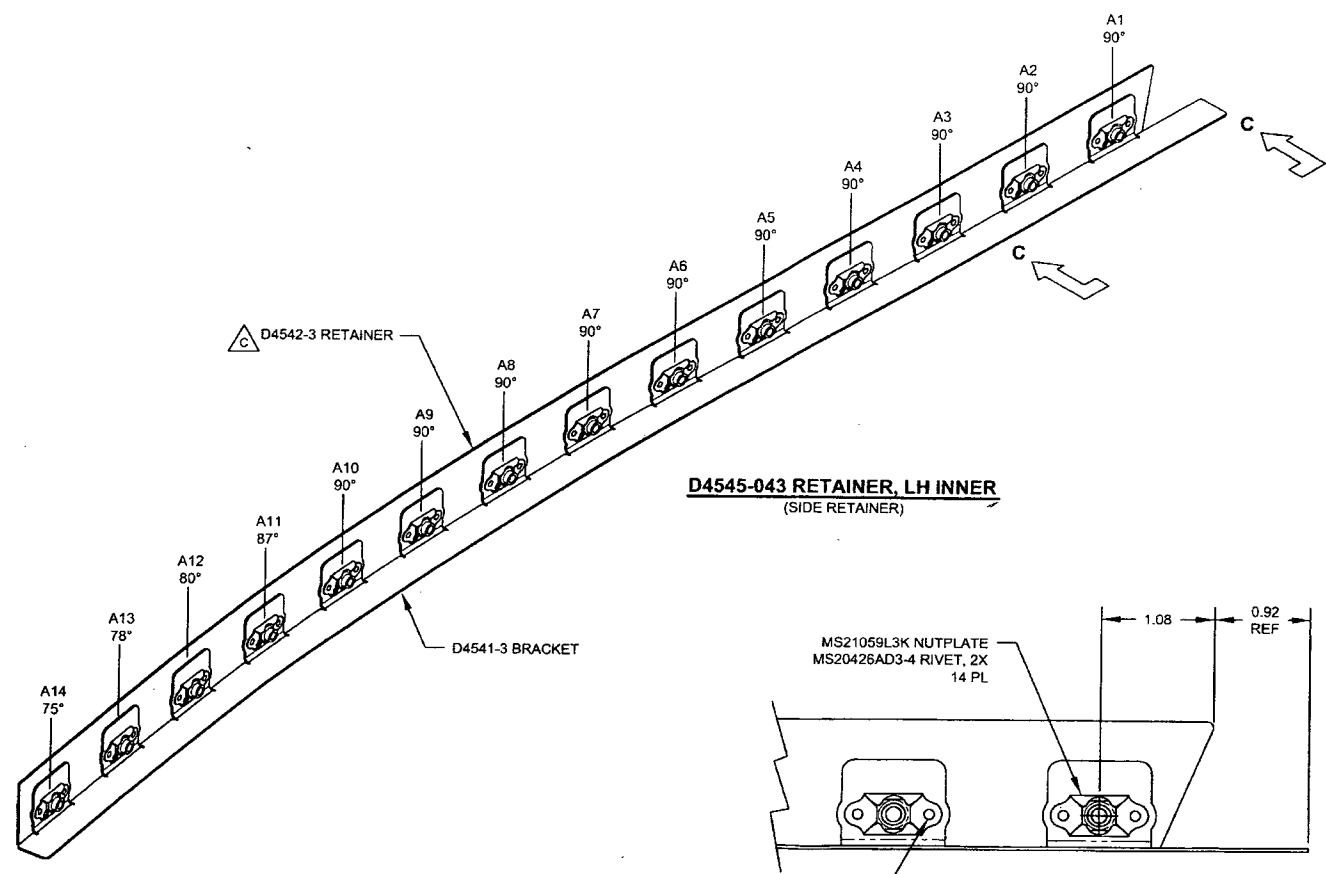 A1
90°
A2
90°
A3
90°
A4
90°
A5
90°
A6
90°
A7
90°
A8
90°
A9
90°
A10
90°
A11
87°
A12
80°
A13
78°
A14
75°
C
C
C
D4542-3 RETAINER
D4541-3 BRACKET
D4545-043 RETAINER, LH INNER
(SIDE RETAINER)
MS21059L3K NUTPLATE
MS20426AD3-4 RIVET, 2X
14 PL
1.08
0.92
REF